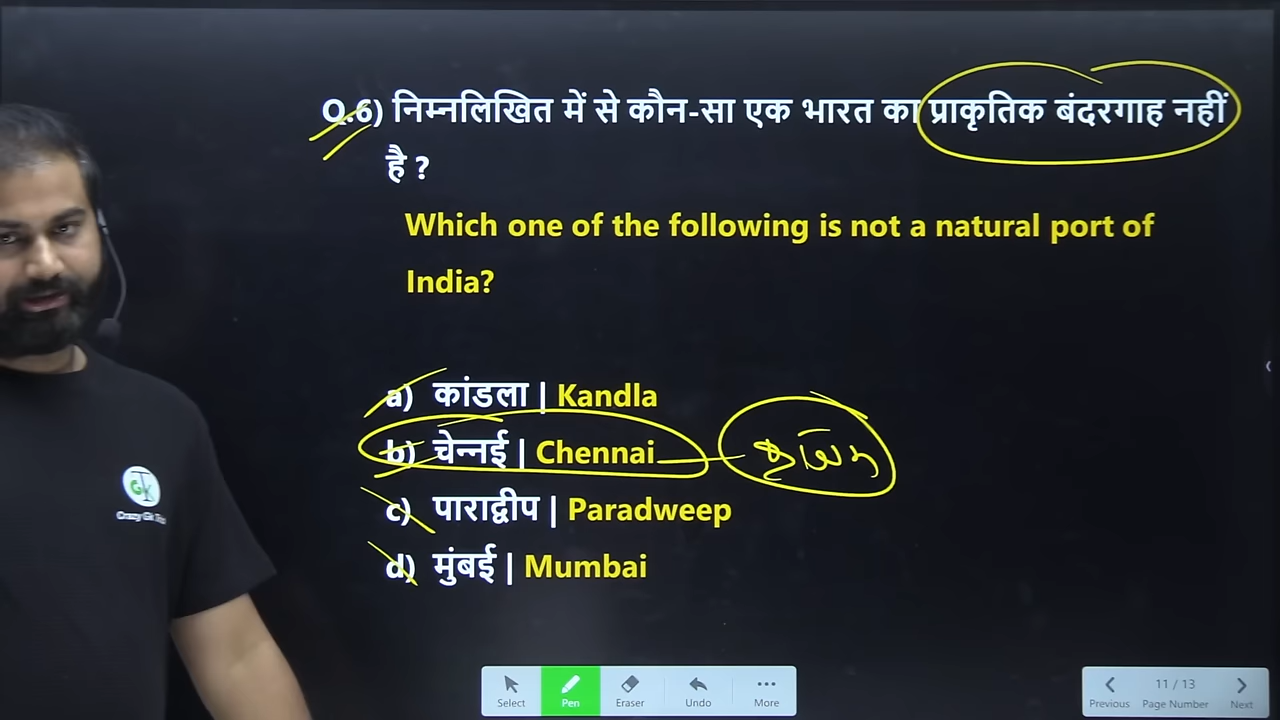 Q.6) निम्नलिखित में से कौन-सा एक भारत का प्राकृतिक बंदरगाह नहीं
है ?
Which one of the following is not a natural port of
India?
a) कांडला | Kandla
b) चेन्नई | Chennai
c) पाराद्वीप | Paradweep
d) मुंबई | Mumbai
GK
Select
Pen
Eraser
Undo
More
11 / 13
Previous
Page Number
Next